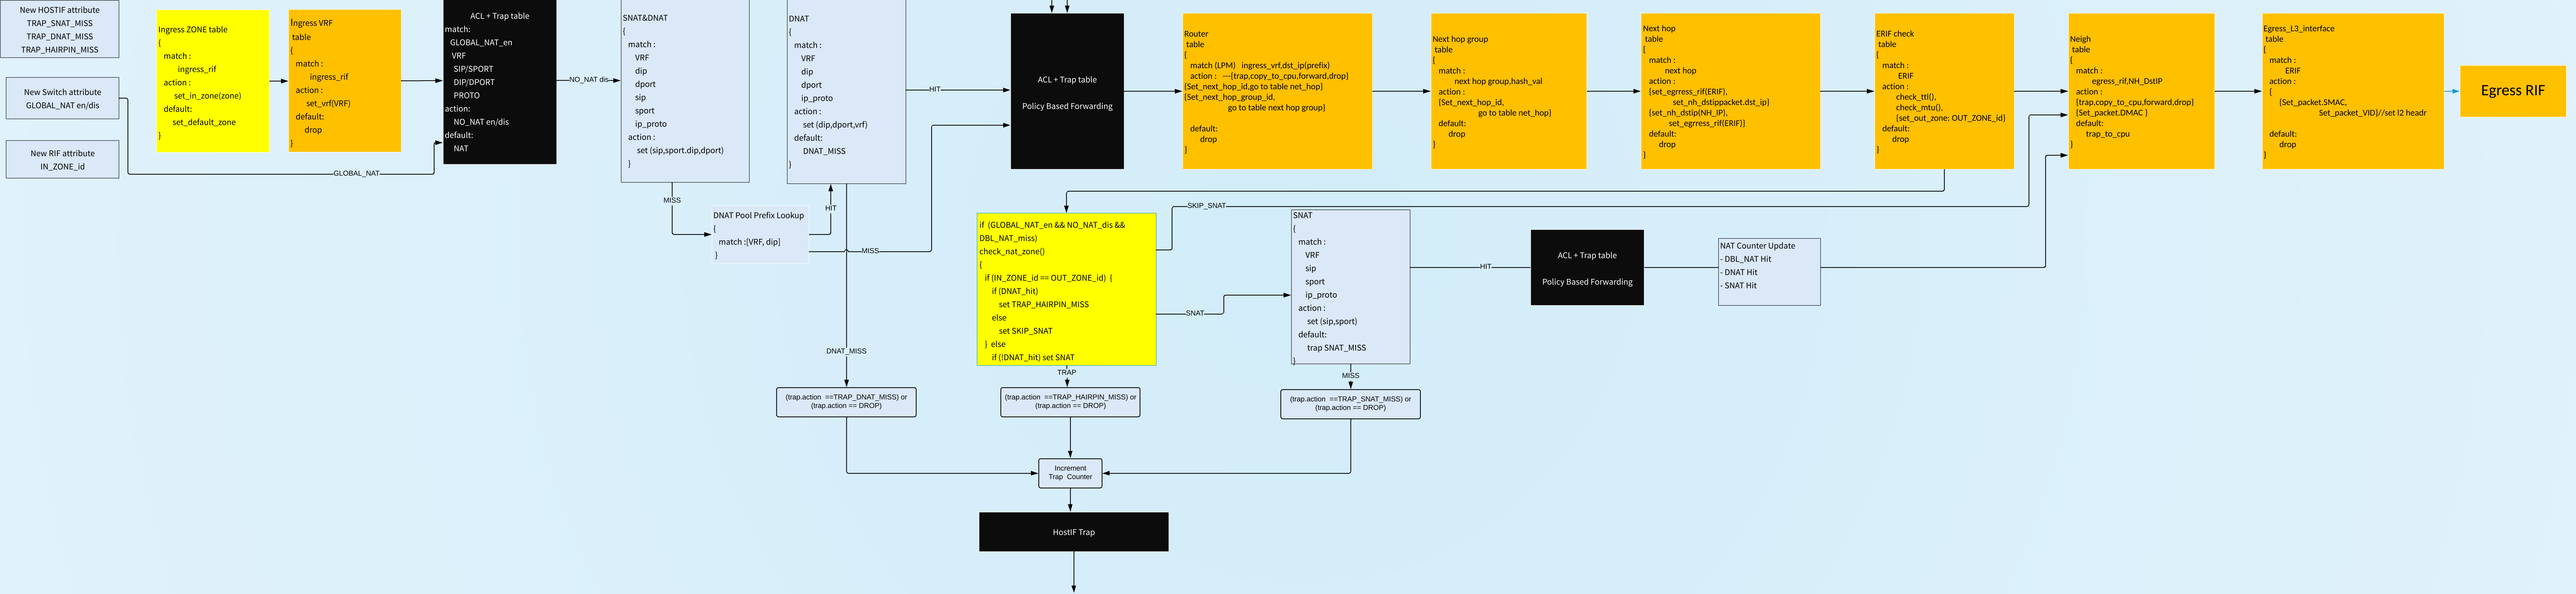 New HOSTIF attribute
TRAP_SNAT_MISS
TRAP_DNAT_MISS
TRAP_HAIRPIN_MISS
New Switch attribute
GLOBAL_NAT en/dis
New RIF attribute
IN_ZONE_id
Ingress ZONE table
{
match :
ingress_rif
action :
set_in_zone(zone)
default:
set_default_zone
}
Ingress VRF
table
{
match :
ingress_rif
action :
set_vrf(VRF)
default:
drop
}
GLOBAL_NAT
ACL + Trap table
match:
GLOBAL_NAT_en
VRF
SIP/SPORT
DIP/DPORT
PROTO
action:
NO_NAT en/dis
default:
NAT
NO_NAT dis
SNAT&DNAT
{
match :
VRF
dip
dport
sip
sport
ip_proto
action :
set (sip,sport.dip,dport)
}
MISS
DNAT Pool Prefix Lookup
{
match :[VRF, dip]
}
HIT
MISS
DNAT
{
match :
VRF
dip
dport
ip_proto
action :
set (dip,dport,vrf)
default:
DNAT_MISS
}
HIT
DNAT_MISS
ACL + Trap table
Policy Based Forwarding
Router
table
{
match (LPM)   ingress_vrf,dst_ip(prefix)
action :   ---{trap,copy_to_cpu,forward,drop]
{Set_next_hop_id,go to table net_hop]
{Set_next_hop_group_id,
go to table next hop group]
default:
drop
}
Next hop group
table
{
match :
next hop group,hash_val
action :
{Set_next_hop_id,
go to table net_hop]
default:
drop
}
Next hop
table
{
match :
next hop
action :
{set_egrress_rif(ERIF),
set_nh_dstippacket.dst_ip]
{set_nh_dstip(NH_IP),
set_egrress_rif(ERIF)]
default:
drop
}
ERIF check
table
{
match :
ERIF
action :
check_ttl(),
check_mtu(),
{set_out_zone: OUT_ZONE_id]
default:
drop
}
Neigh
table
{
match :
egress_rif,NH_DstIP
action :
{trap,copy_to_cpu,forward,drop]
{Set_packet.DMAC ]
default:
trap_to_cpu
}
Egress_L3_interface
table
{
match :
ERIF
action :
{
{Set_packet.SMAC,
Set_packet_VID]//set l2 headr
default:
drop
}
Egress RIF
if  (GLOBAL_NAT_en && NO_NAT_dis &&
DBL_NAT_miss)
check_nat_zone()
{
if (IN_ZONE_id == OUT_ZONE_id)  {
if (DNAT_hit)
set TRAP_HAIRPIN_MISS
else
set SKIP_SNAT
}  else
if (!DNAT_hit) set SNAT
SKIP_SNAT
SNAT
TRAP
SNAT
{
match :
VRF
sip
sport
ip_proto
action :
set (sip,sport)
default:
trap SNAT_MISS
}
HIT
MISS
ACL + Trap table
Policy Based Forwarding
NAT Counter Update
- DBL_NAT Hit
- DNAT Hit
- SNAT Hit
(trap.action  ==TRAP_DNAT_MISS) or
(trap.action == DROP)
(trap.action  ==TRAP_HAIRPIN_MISS) or
(trap.action == DROP)
(trap.action  ==TRAP_SNAT_MISS) or
(trap.action == DROP)
Increment
Trap  Counter
HostIF Trap